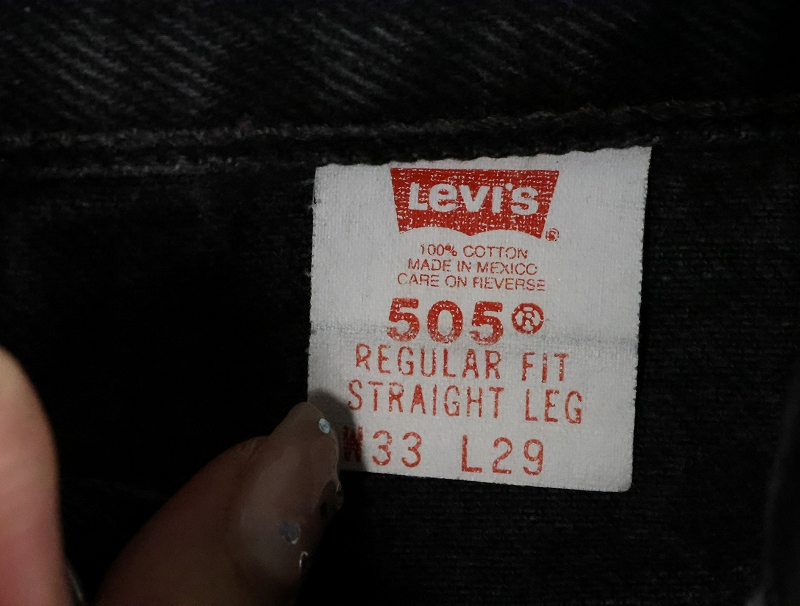 Levi's®
100% COTTON
MADE IN MEXICO
CARE ON REVERSE
505®
REGULAR FIT
STRAIGHT LEG
W33 L29